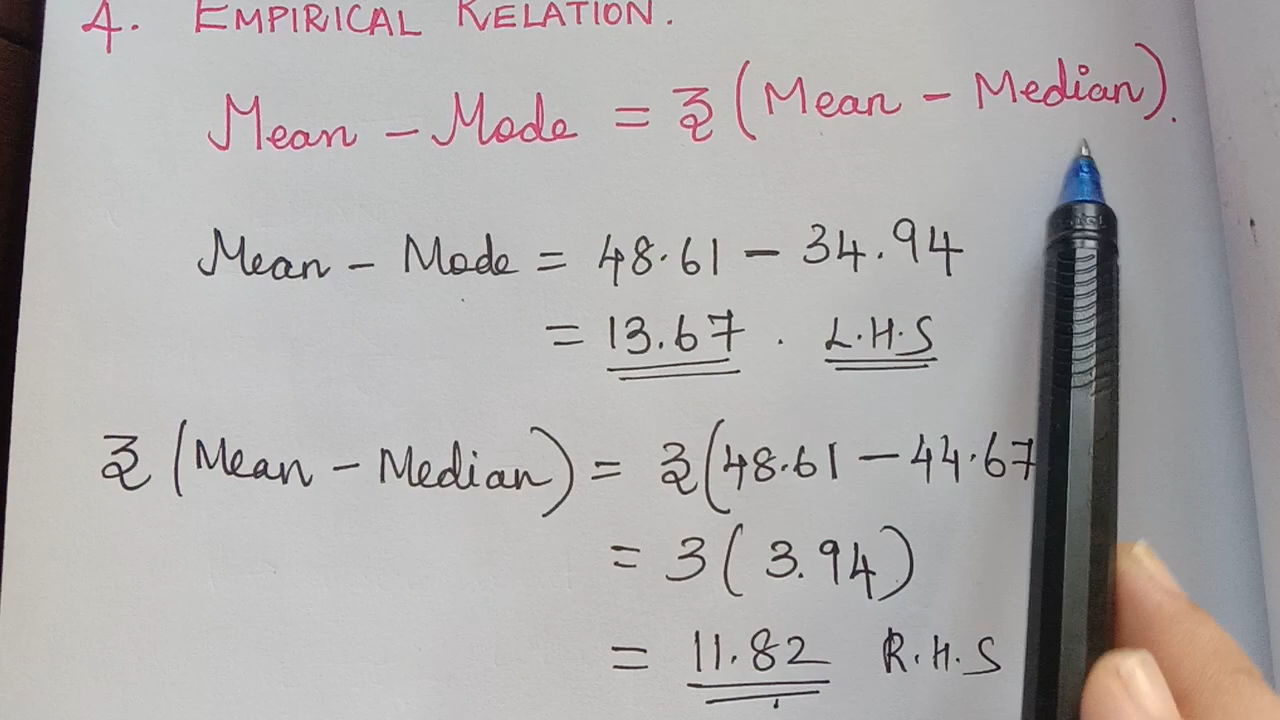 4. EMPIRICAL RELATION.
Mean - Mode = 3 (Mean - Median).
Mean - Mode = 48.61 - 34.94
= 13.67 . L.H.S
3 (Mean - Median) = 3 (48.61 - 44.67
= 3 ( 3.94)
= 11.82 R.H.S